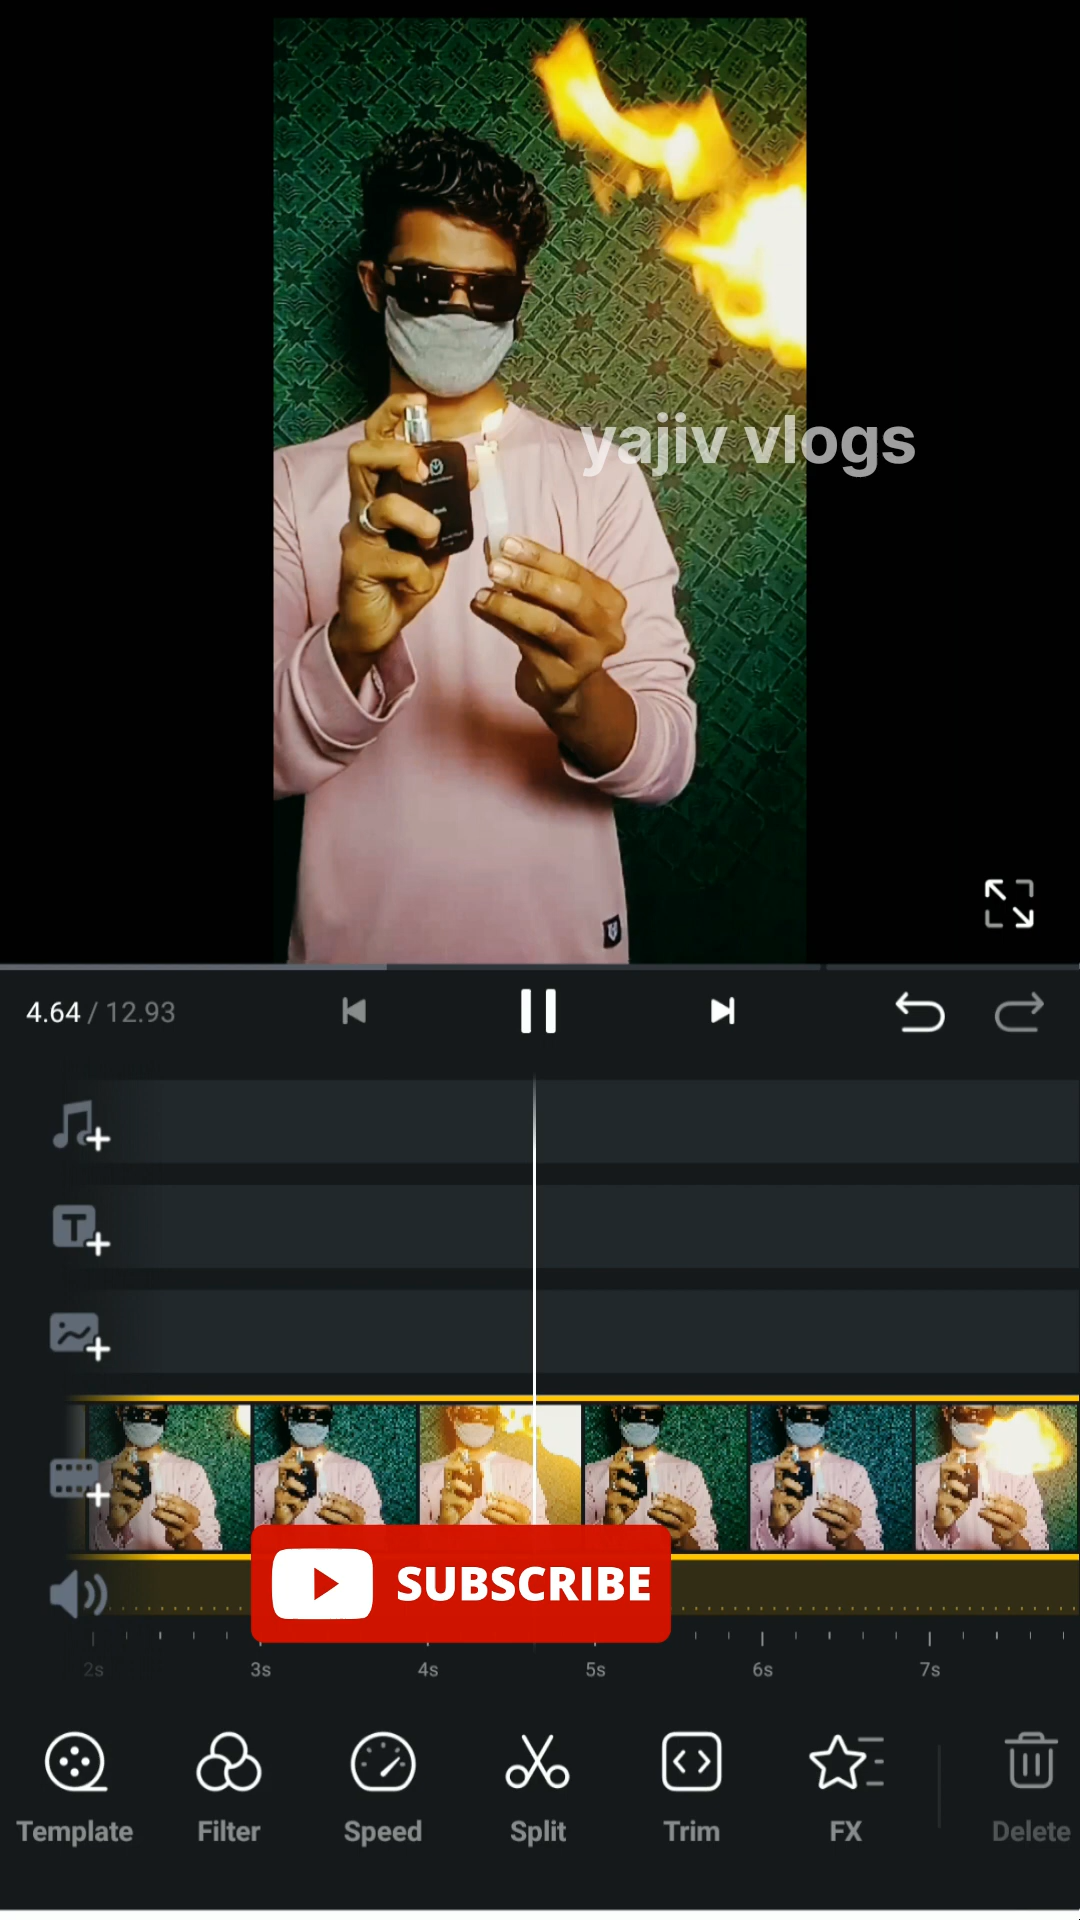 yajiv vlogs
4.64 / 12.93
SUBSCRIBE
2s 3s 4s 5s 6s 7s
Template Filter Speed Split Trim FX Delete